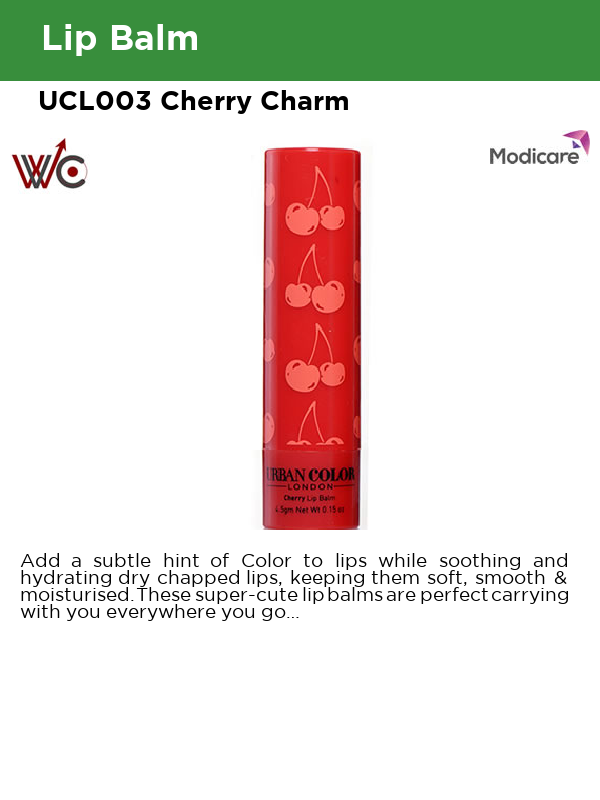 Lip Balm
UCL003 Cherry Charm
WC
Modicare
URBAN COLOR
LONDON
Cherry Lip Balm
4.5gm Net Wt 0.15 oz
Add a subtle hint of Color to lips while soothing and
hydrating dry chapped lips, keeping them soft, smooth &
moisturised. These super-cute lip balms are perfect carrying
with you everywhere you go...